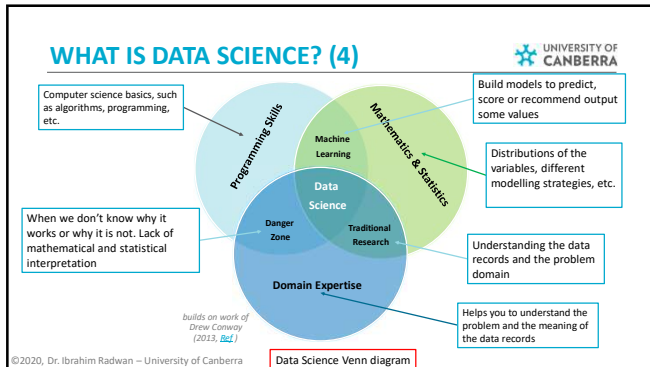 WHAT IS DATA SCIENCE? (4)
UNIVERSITY OF
CANBERRA
Computer science basics, such
as algorithms, programming,
etc.
Build models to predict,
score or recommend output
some values
Programming Skills
Mathematics & Statistics
Machine
Learning
Distributions of the
variables, different
modelling strategies, etc.
Data
Science
When we don't know why it
works or why it is not. Lack of
mathematical and statistical
interpretation
Danger
Zone
Traditional
Research
Understanding the data
records and the problem
domain
Domain Expertise
builds on work of
Drew Conway
(2013, Ref )
Helps you to understand the
problem and the meaning of
the data records
©2020, Dr. Ibrahim Radwan – University of Canberra
Data Science Venn diagram